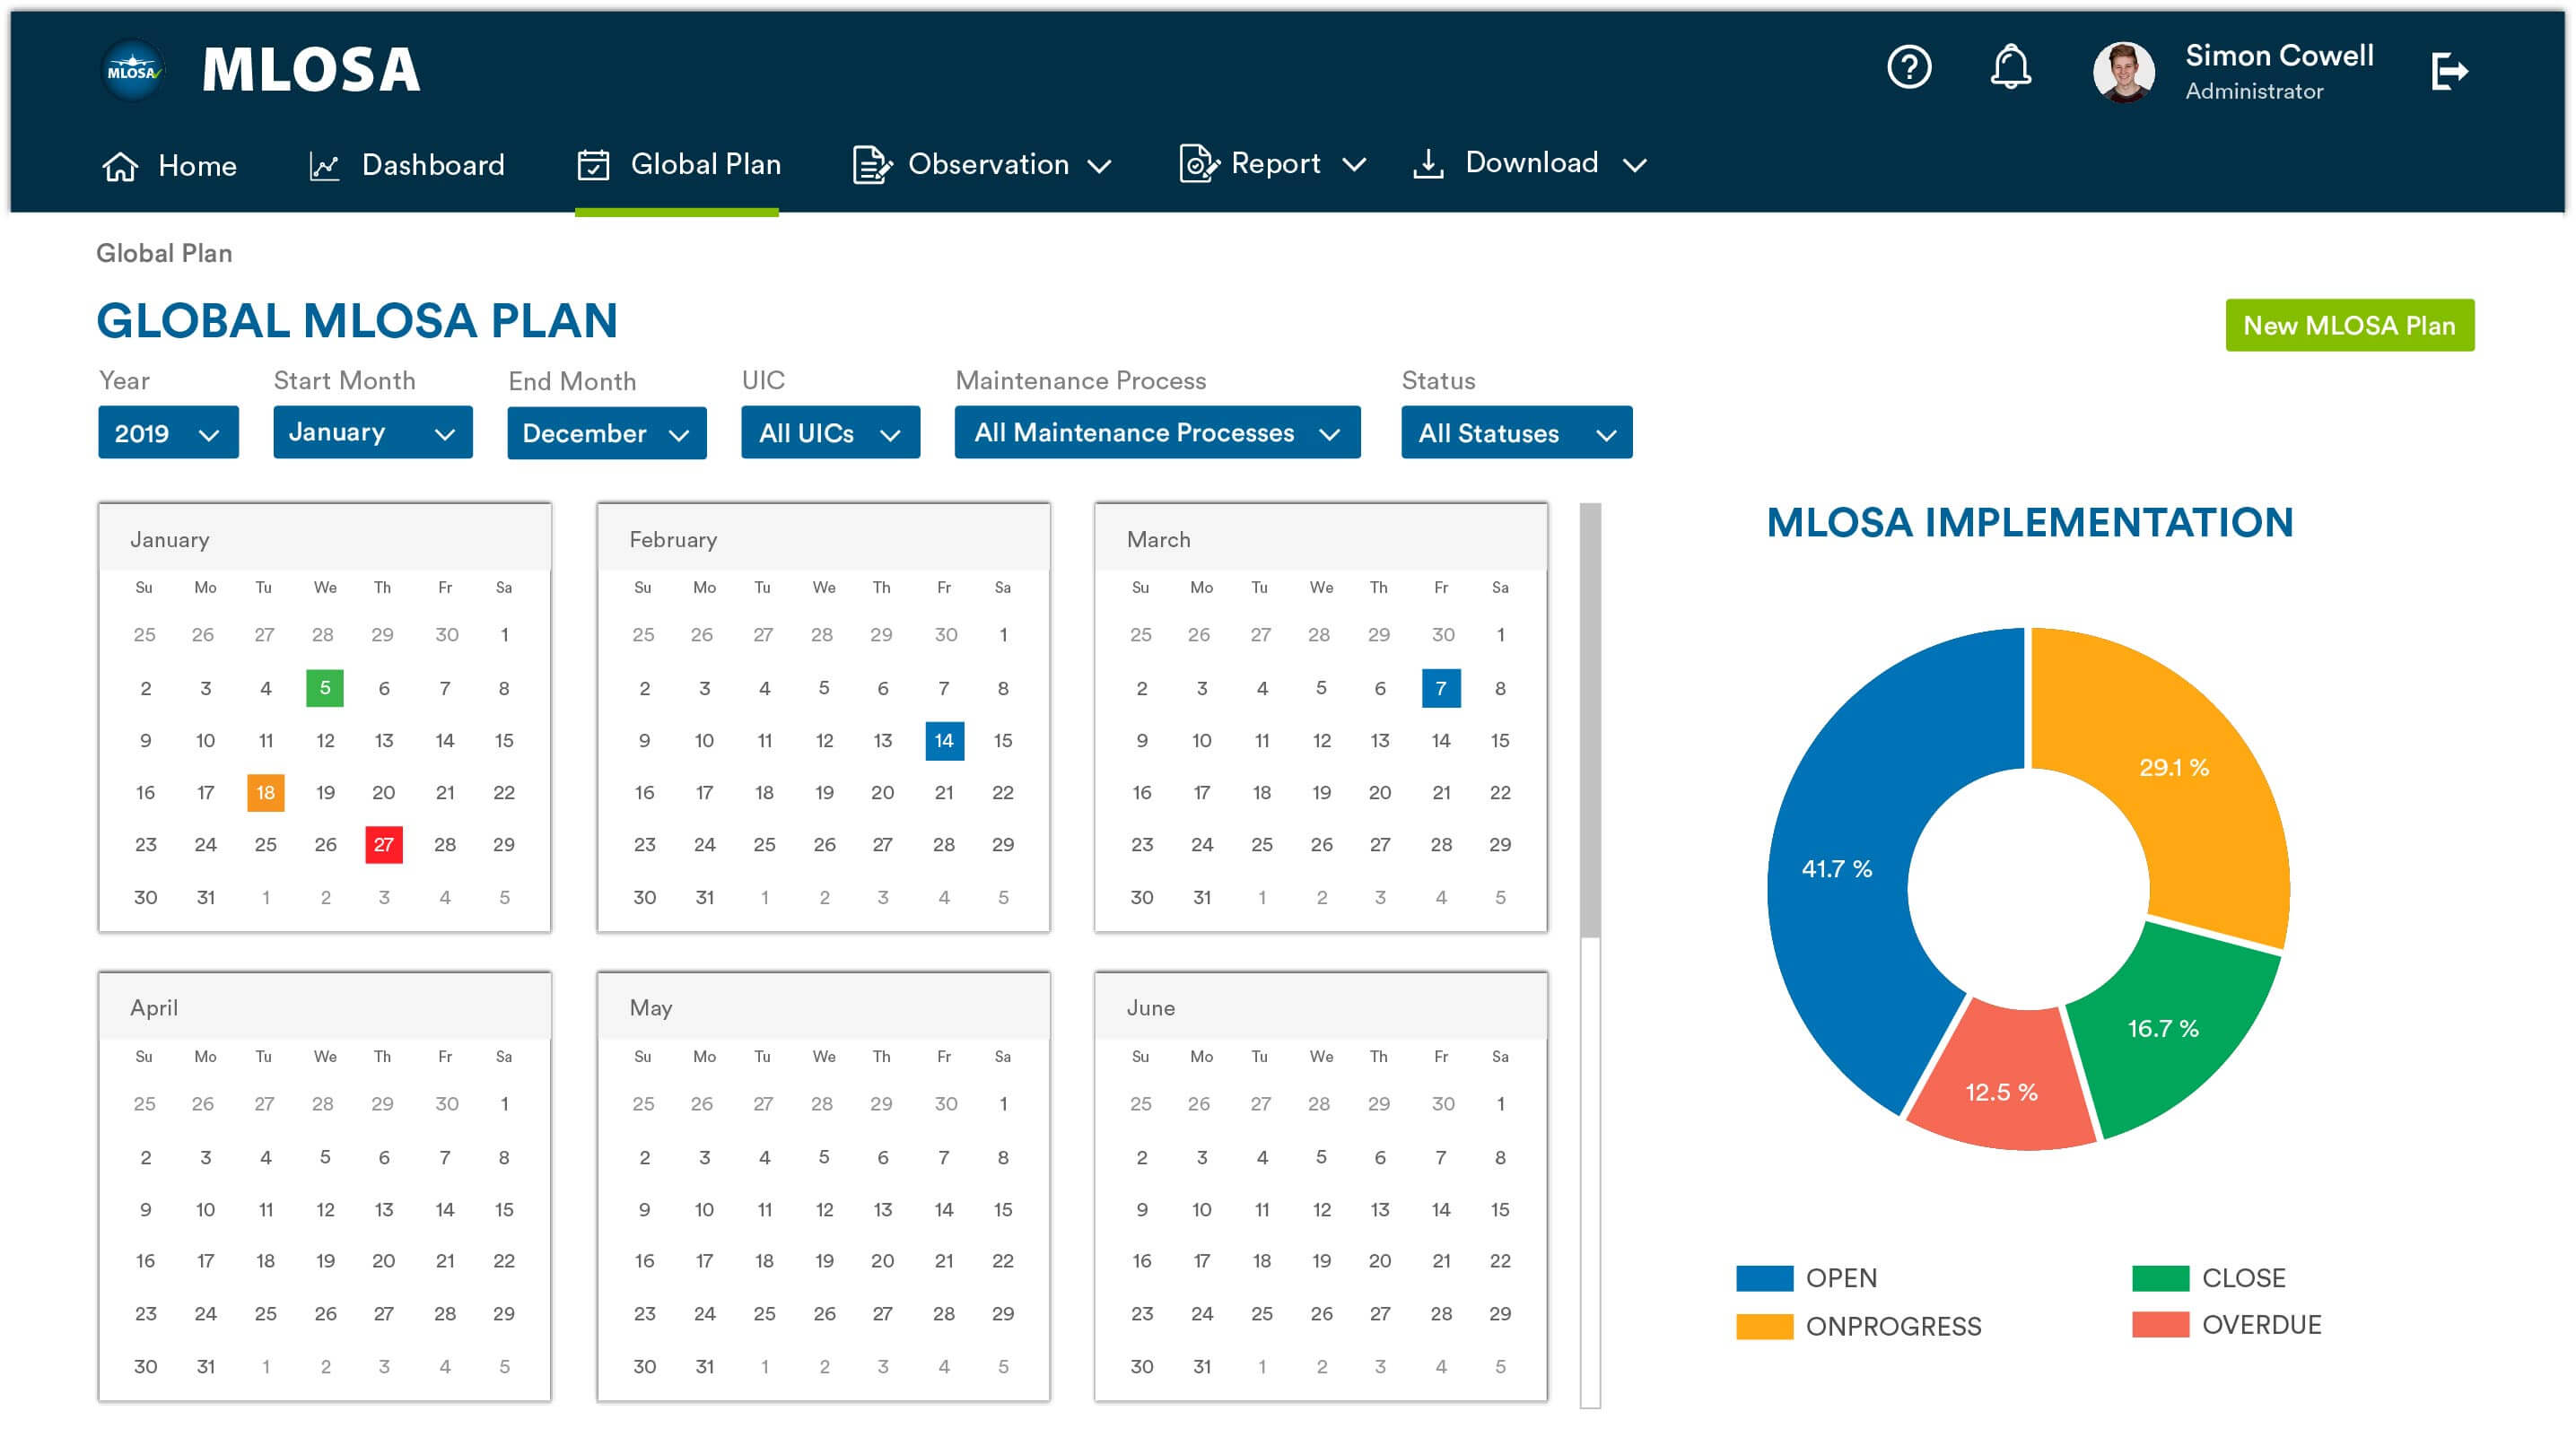 MLOSA
MLOSA
Simon Cowell
Administrator
Home Dashboard Global Plan Observation Report Download
Global Plan
GLOBAL MLOSA PLAN
New MLOSA Plan
Year Start Month End Month UIC Maintenance Process Status
2019 January December All UICs All Maintenance Processes All Statuses
January
Su Mo Tu We Th Fr Sa
25 26 27 28 29 30 1
2 3 4 5 6 7 8
9 10 11 12 13 14 15
16 17 18 19 20 21 22
23 24 25 26 27 28 29
30 31 1 2 3 4 5
February
Su Mo Tu We Th Fr Sa
25 26 27 28 29 30 1
2 3 4 5 6 7 8
9 10 11 12 13 14 15
16 17 18 19 20 21 22
23 24 25 26 27 28 29
30 31 1 2 3 4 5
March
Su Mo Tu We Th Fr Sa
25 26 27 28 29 30 1
2 3 4 5 6 7 8
9 10 11 12 13 14 15
16 17 18 19 20 21 22
23 24 25 26 27 28 29
30 31 1 2 3 4 5
April
Su Mo Tu We Th Fr Sa
25 26 27 28 29 30 1
2 3 4 5 6 7 8
9 10 11 12 13 14 15
16 17 18 19 20 21 22
23 24 25 26 27 28 29
30 31 1 2 3 4 5
May
Su Mo Tu We Th Fr Sa
25 26 27 28 29 30 1
2 3 4 5 6 7 8
9 10 11 12 13 14 15
16 17 18 19 20 21 22
23 24 25 26 27 28 29
30 31 1 2 3 4 5
June
Su Mo Tu We Th Fr Sa
25 26 27 28 29 30 1
2 3 4 5 6 7 8
9 10 11 12 13 14 15
16 17 18 19 20 21 22
23 24 25 26 27 28 29
30 31 1 2 3 4 5
MLOSA IMPLEMENTATION
29.1 %
41.7 %
16.7 %
12.5 %
OPEN CLOSE
ONPROGRESS OVERDUE